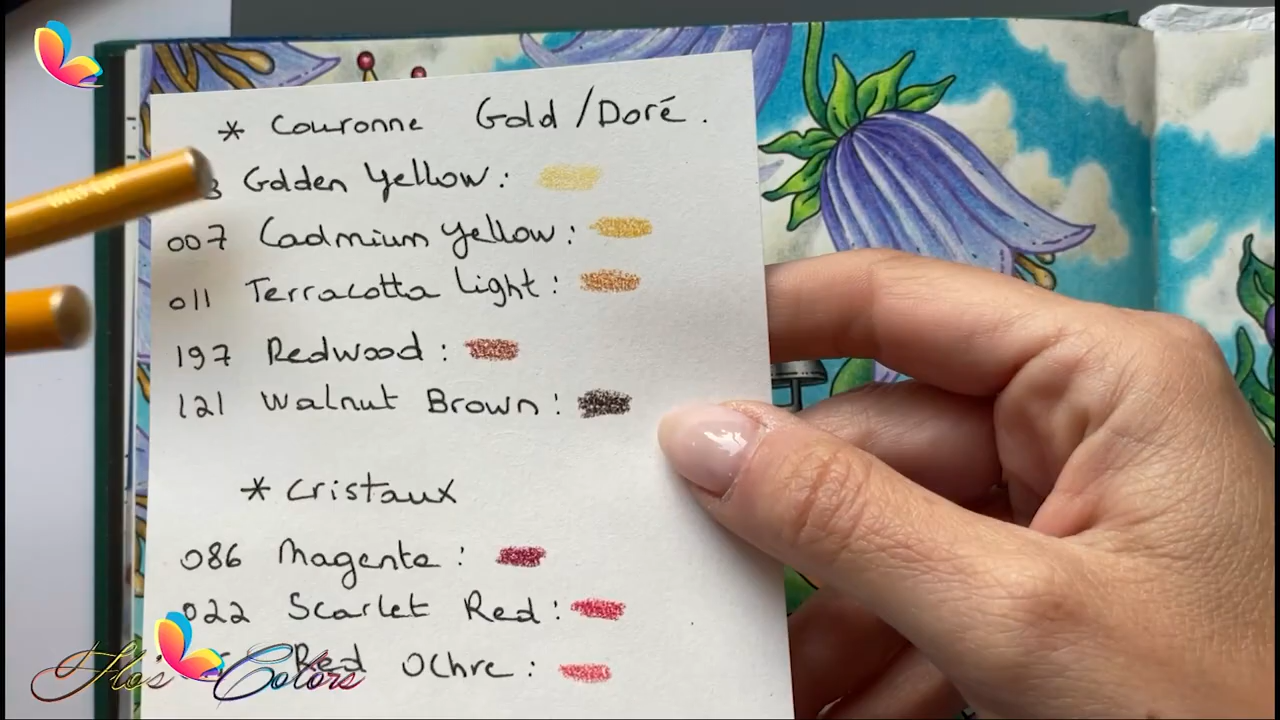 * Couronne Gold / Doré.
3 Golden Yellow :
007 Cadmium Yellow :
011 Terracotta Light :
197 Redwood :
121 Walnut Brown :
* Cristaux
086 Magenta :
022 Scarlet Red :
Red Ochre :
Flo's Colors